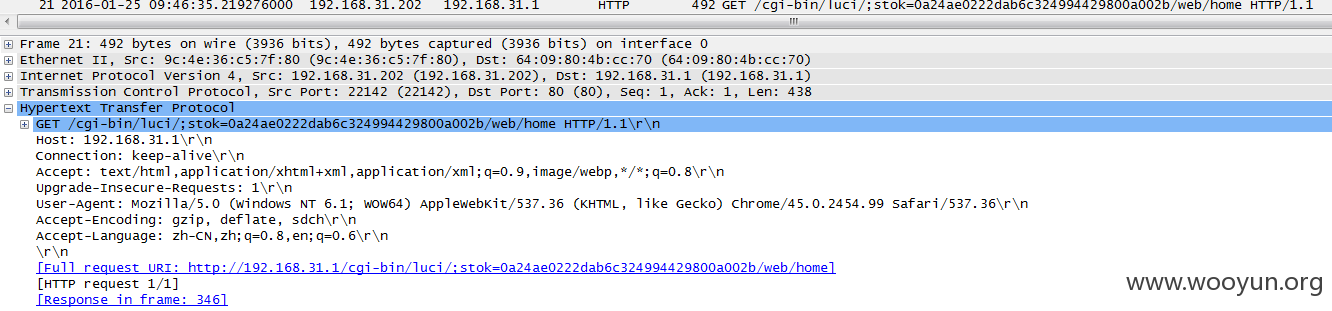 21 2016-01-25 09:46:35.219276000 192.168.31.202 192.168.31.1 HTTP 492 GET /cgi-bin/luci/;stok=0a24ae0222dab6c324994429800a002b/web/home HTTP/1.1
Frame 21: 492 bytes on wire (3936 bits), 492 bytes captured (3936 bits) on interface 0
Ethernet II, Src: 9c:4e:36:c5:7f:80 (9c:4e:36:c5:7f:80), Dst: 64:09:80:4b:cc:70 (64:09:80:4b:cc:70)
Internet Protocol Version 4, Src: 192.168.31.202 (192.168.31.202), Dst: 192.168.31.1 (192.168.31.1)
Transmission Control Protocol, Src Port: 22142 (22142), Dst Port: 80 (80), Seq: 1, Ack: 1, Len: 438
Hypertext Transfer Protocol
GET /cgi-bin/luci/;stok=0a24ae0222dab6c324994429800a002b/web/home HTTP/1.1\r\n
Host: 192.168.31.1\r\n
Connection: keep-alive\r\n
Accept: text/html,application/xhtml+xml,application/xml;q=0.9,image/webp,*/*;q=0.8\r\n
Upgrade-Insecure-Requests: 1\r\n
User-Agent: Mozilla/5.0 (Windows NT 6.1; WOW64) AppleWebKit/537.36 (KHTML, like Gecko) Chrome/45.0.2454.99 Safari/537.36\r\n
Accept-Encoding: gzip, deflate, sdch\r\n
Accept-Language: zh-CN,zh;q=0.8,en;q=0.6\r\n
\r\n
[Full request URI: http://192.168.31.1/cgi-bin/luci/;stok=0a24ae0222dab6c324994429800a002b/web/home]
[HTTP request 1/1]
[Response in frame: 346]
www.wooyun.org